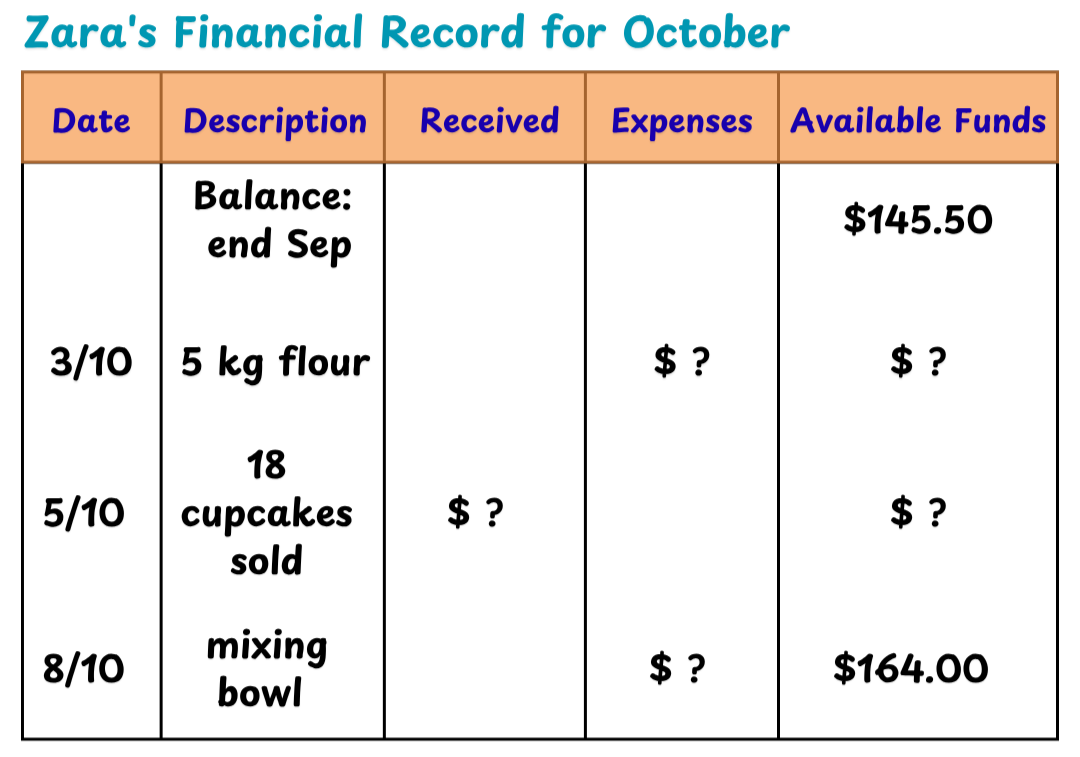 Zara's Financial Record for October
Date Description Received Expenses Available Funds
Balance:
end Sep
$145.50
3/10 5 kg flour $ ? $ ?
18
cupcakes
sold
5/10 $ ? $ ?
mixing
bowl
8/10 $ ? $164.00